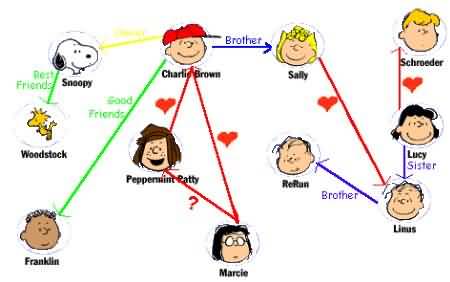 Owner
Brother
Charlie Brown
Sally
Schroeder
Best
Friends
Snoopy
Good
Friends
Woodstock
Peppermint Patty
ReRun
Lucy
Sister
Brother
Linus
?
Franklin
Marcie